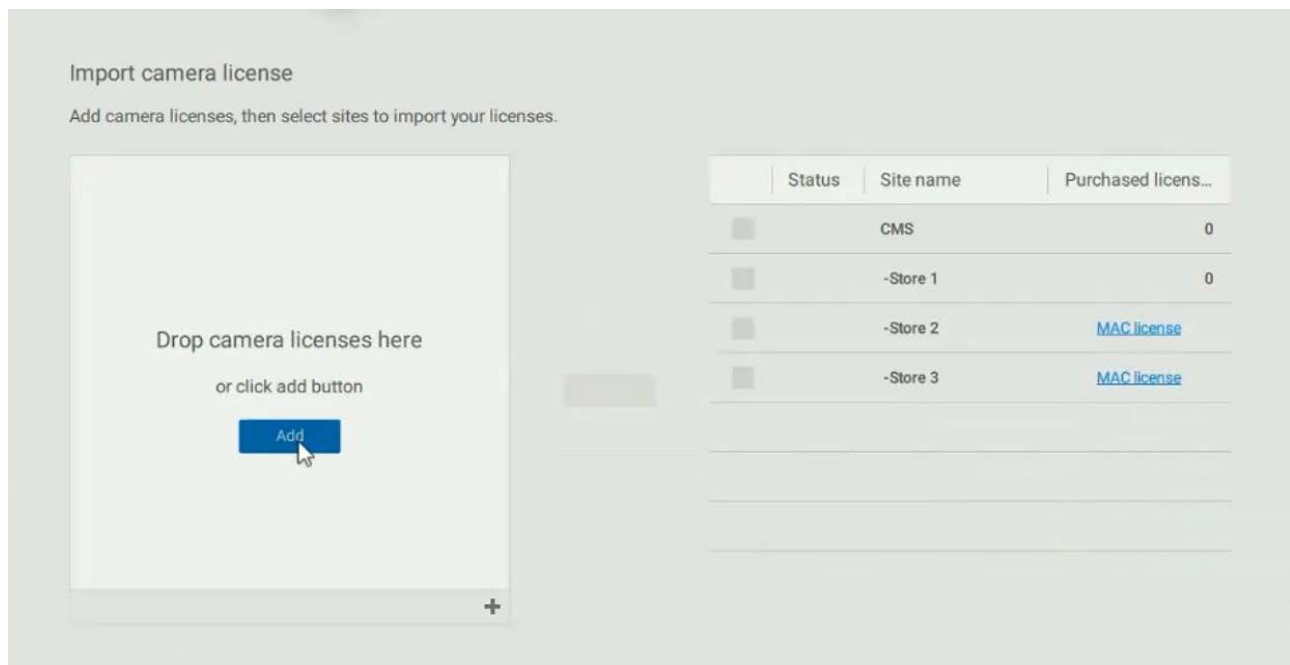 Import camera license
Add camera licenses, then select sites to import your licenses.
Drop camera licenses here
or click add button
Add
Status Site name Purchased licens...
CMS 0
-Store 1 0
-Store 2 MAC license
-Store 3 MAC license